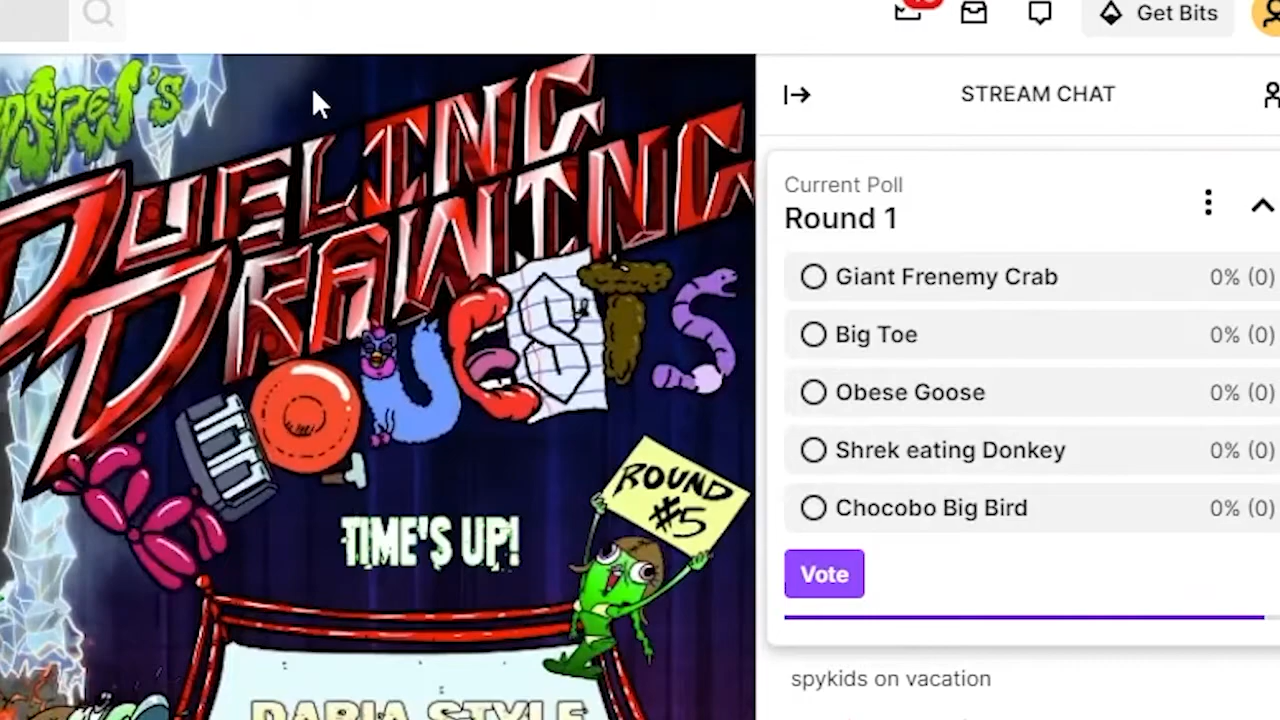 Get Bits
DUELING
DRAWING
QUESTS
ROUND
#5
TIME'S UP!
DARIA STYLE
STREAM CHAT
Current Poll
Round 1
Giant Frenemy Crab 0% (0)
Big Toe 0% (0)
Obese Goose 0% (0)
Shrek eating Donkey 0% (0)
Chocobo Big Bird 0% (0)
Vote
spykids on vacation